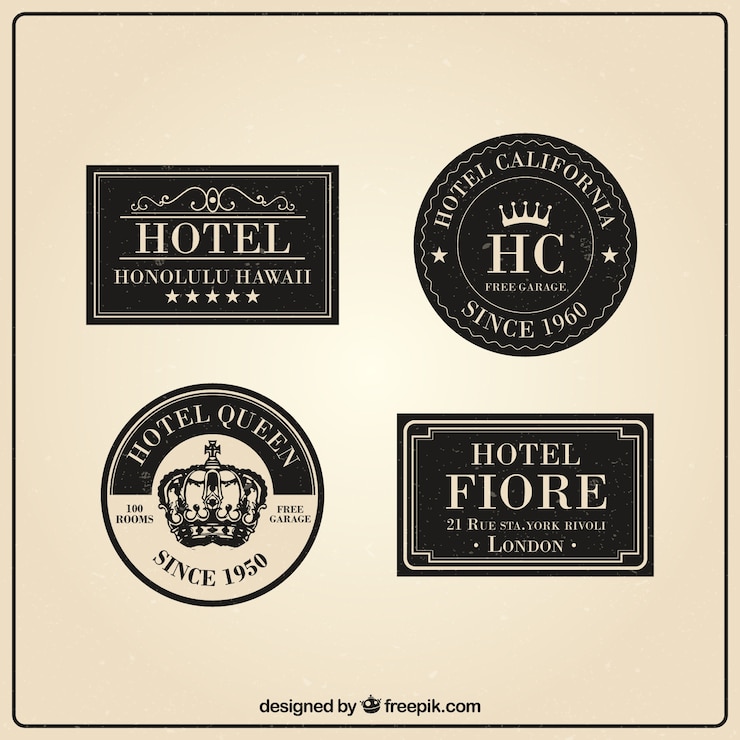 HOTEL
HONOLULU HAWAII
HOTEL CALIFORNIA
HC
FREE GARAGE
SINCE 1960
HOTEL QUEEN
100
ROOMS
FREE
GARAGE
SINCE 1950
HOTEL
FIORE
21 RUE STA. YORK RIVOLI
• LONDON •
designed by freepik.com